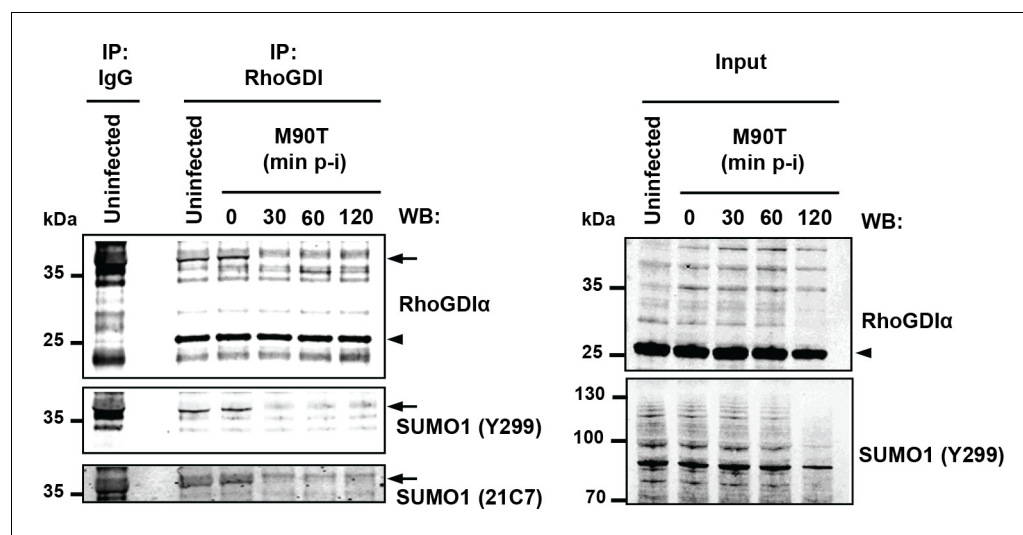 IP:
IgG
Uninfected
IP:
RhoGDI
Uninfected
M90T
(min p-i)
0 30 60 120
kDa
WB:
35
25
RhoGDIα
35
SUMO1 (Y299)
35
SUMO1 (21C7)
Input
Uninfected
M90T
(min p-i)
0 30 60 120
kDa
WB:
35
25
RhoGDIα
130
100
70
SUMO1 (Y299)